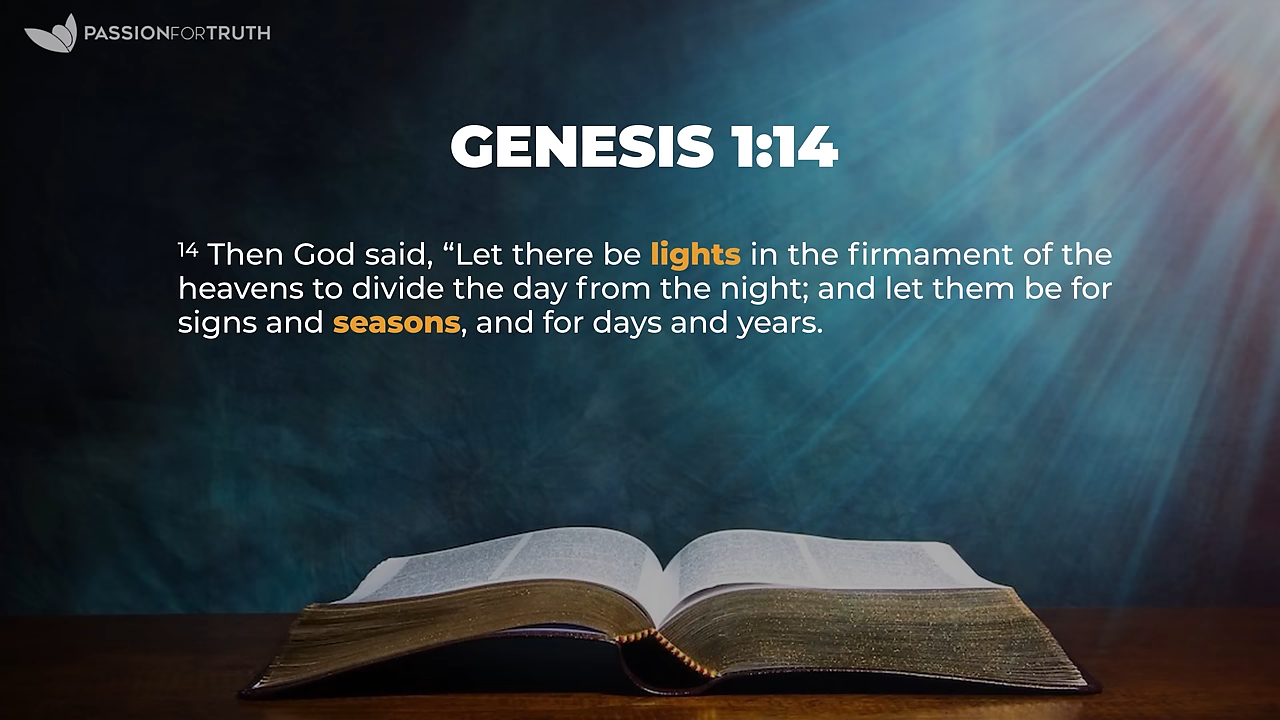 PASSIONFORTRUTH
GENESIS 1:14
14 Then God said, “Let there be lights in the firmament of the
heavens to divide the day from the night; and let them be for
signs and seasons, and for days and years.